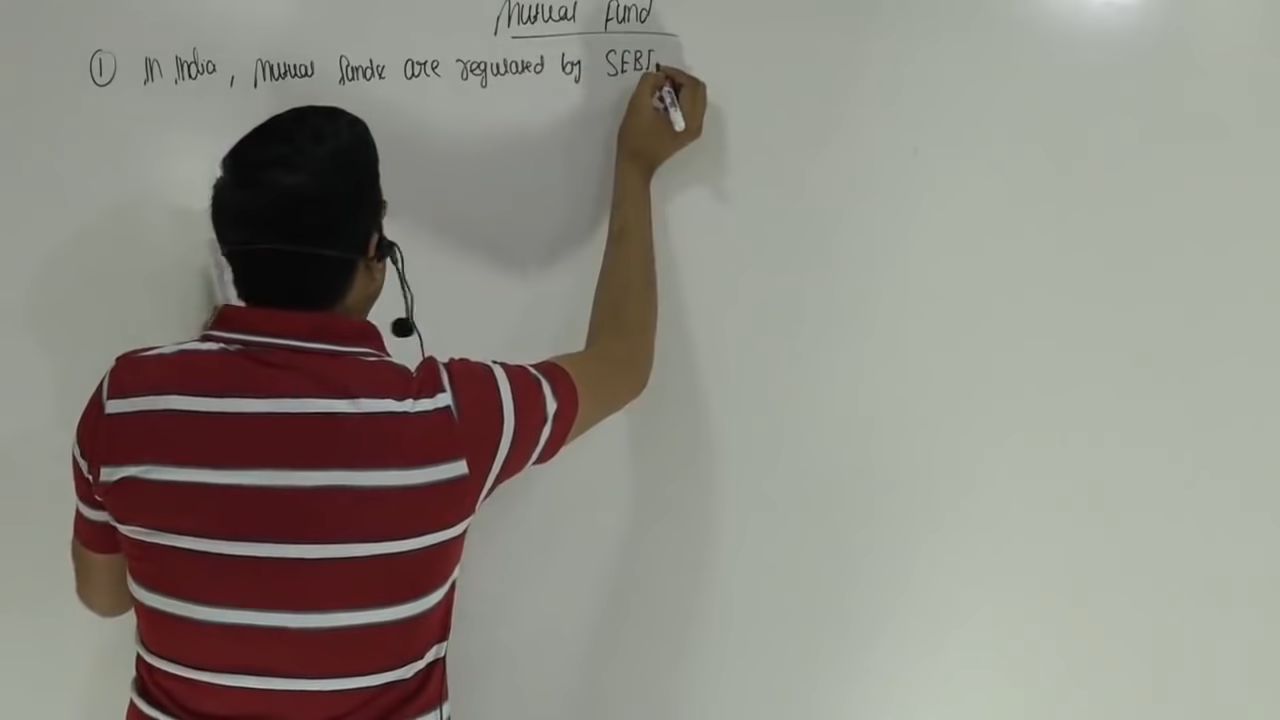 Mutual Fund
① In India, Mutual Funds are regulated by SEBI.